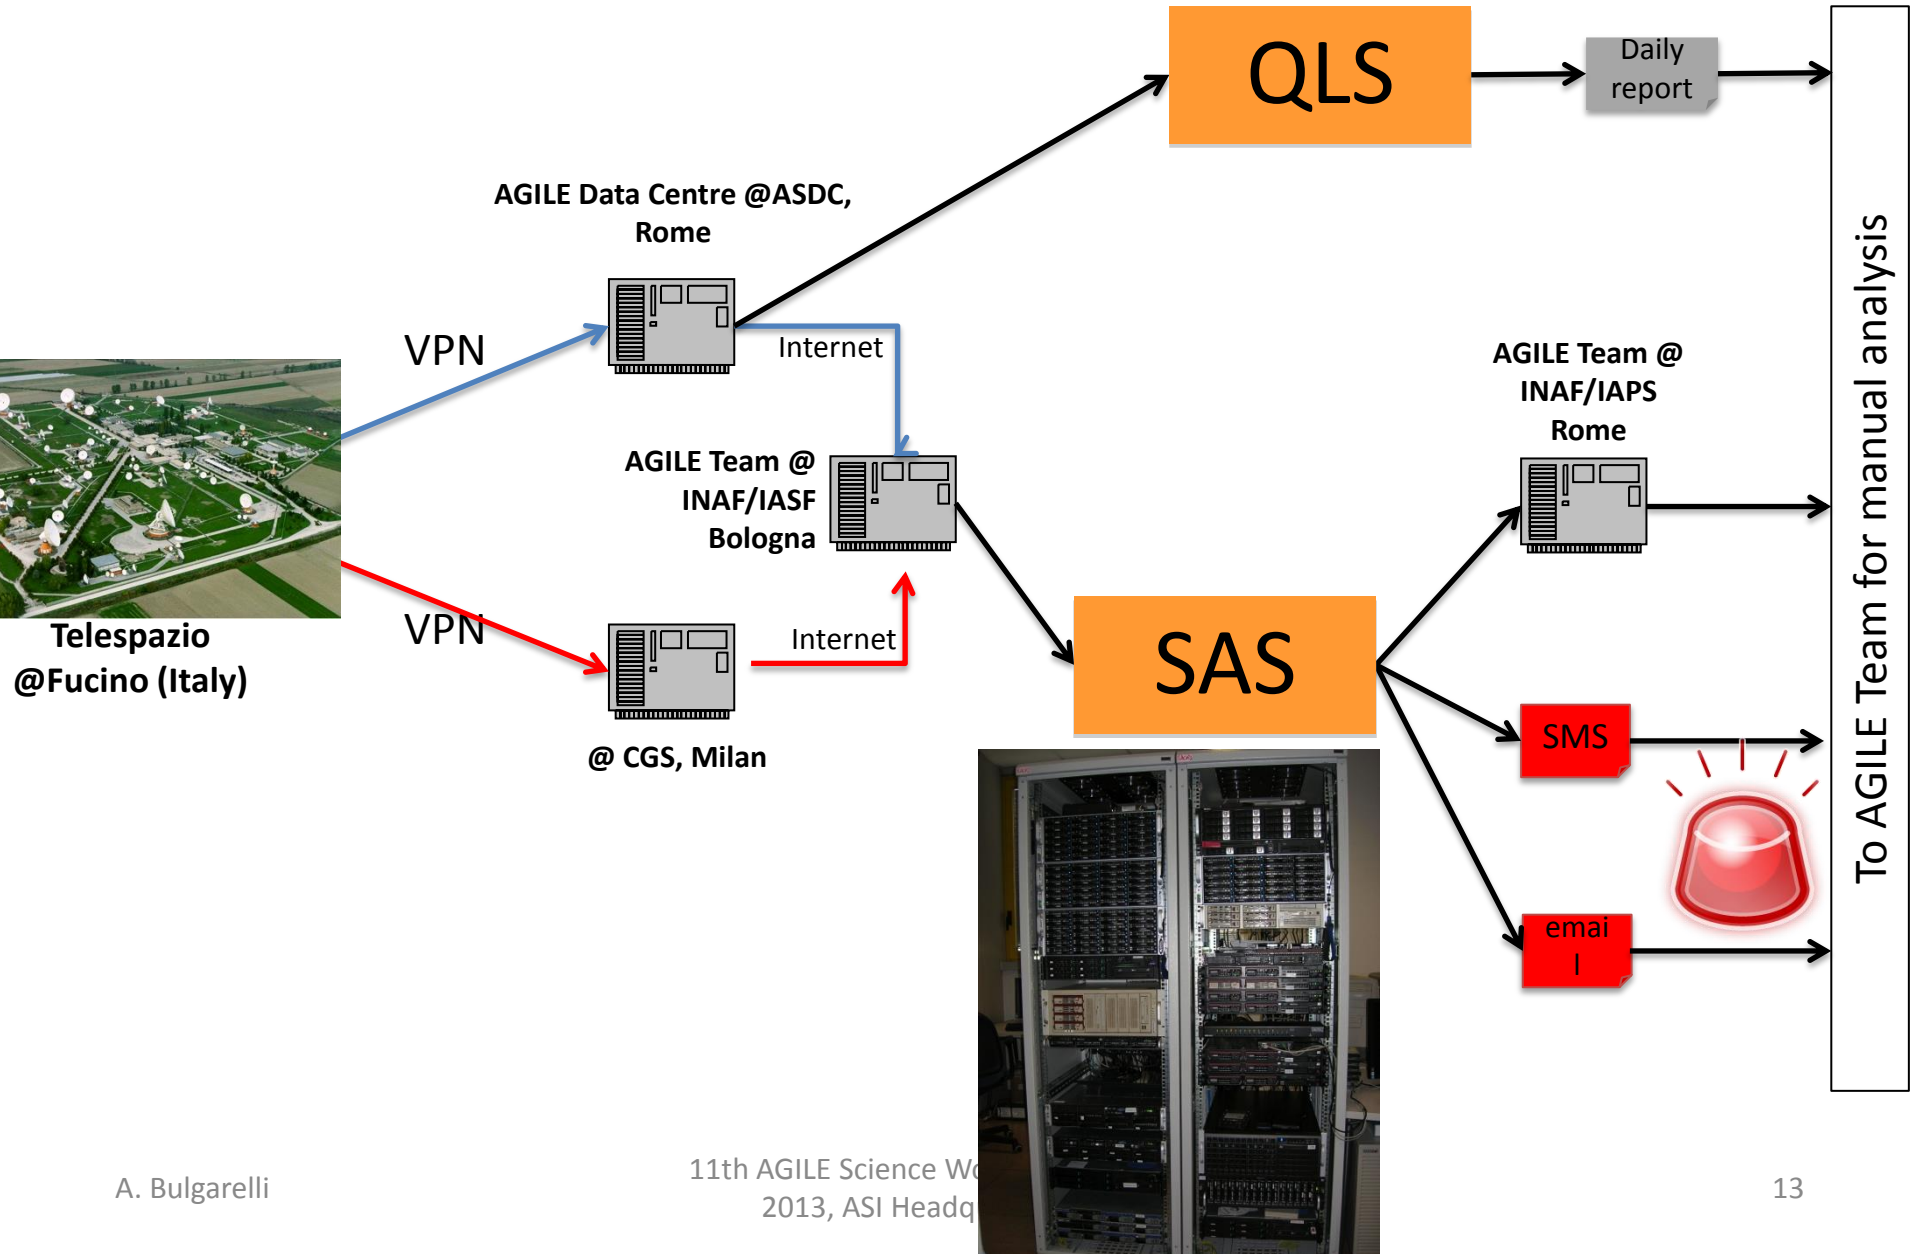 QLS
Daily
report
AGILE Data Centre @ASDC,
Rome
VPN
Internet
AGILE Team @
INAF/IAPS
Rome
To AGILE Team for manual analysis
AGILE Team @
INAF/IASF
Bologna
Telespazio
@Fucino (Italy)
VPN
Internet
SAS
SMS
@ CGS, Milan
emai
l
11th AGILE Science
A. Bulgarelli
2013, ASI
13